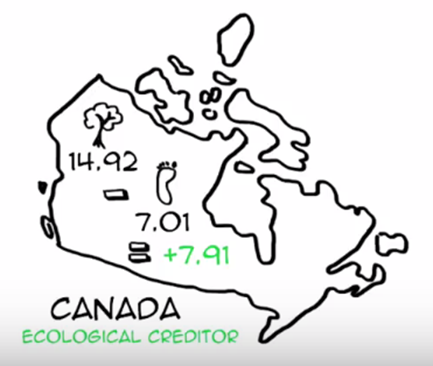 14.92
-
7.01
= +7.91
CANADA
ECOLOGICAL CREDITOR